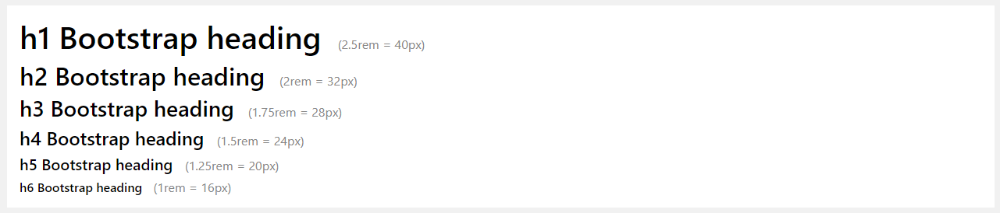 h1 Bootstrap heading (2.5rem = 40px)
h2 Bootstrap heading (2rem = 32px)
h3 Bootstrap heading (1.75rem = 28px)
h4 Bootstrap heading (1.5rem = 24px)
h5 Bootstrap heading (1.25rem = 20px)
h6 Bootstrap heading (1rem = 16px)